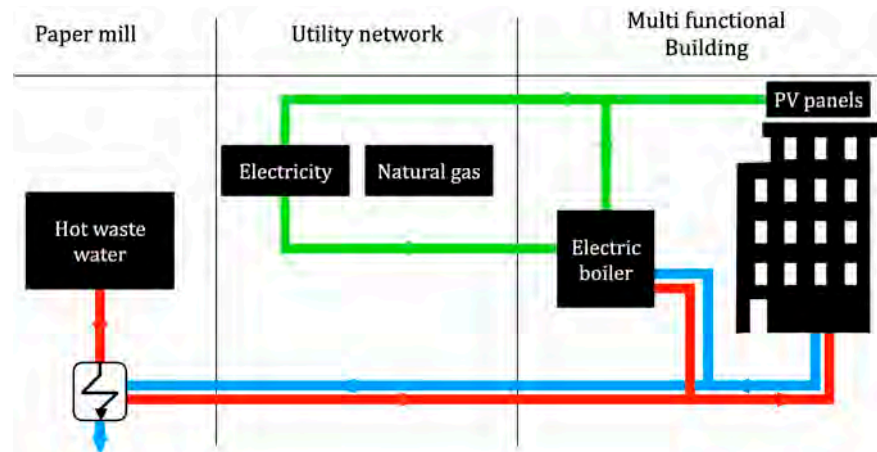 Paper mill
Utility network
Multi functional
Building
PV panels
Electricity
Natural gas
Hot waste
water
Electric
boiler